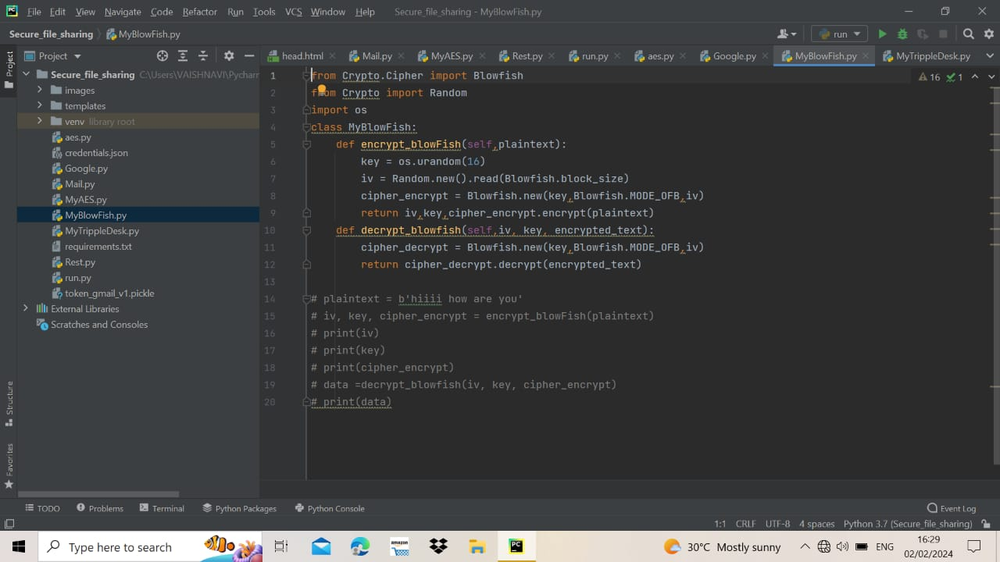 PC File Edit View Navigate Code Refactor Run Tools VCS Window Help Secure_file_sharing - MyBlowFish.py
Secure_file_sharing MyBlowFish.py run
Project
Project
head.html Mail.py MyAES.py Rest.py run.py aes.py Google.py MyBlowFish.py MyTrippleDesk.py
Secure_file_sharing C:\Users\VAISHNAVI\Pycharm
images
templates
venv library root
aes.py
credentials.json
Google.py
Mail.py
MyAES.py
MyBlowFish.py
MyTrippleDesk.py
requirements.txt
Rest.py
run.py
token_gmail_v1.pickle
External Libraries
Scratches and Consoles
16 1
1 from Crypto.Cipher import Blowfish
2 from Crypto import Random
3 import os
4 class MyBlowFish:
5 def encrypt_blowFish(self,plaintext):
6 key = os.urandom(16)
7 iv = Random.new().read(Blowfish.block_size)
8 cipher_encrypt = Blowfish.new(key,Blowfish.MODE_OFB,iv)
9 return iv,key,cipher_encrypt.encrypt(plaintext)
10 def decrypt_blowfish(self,iv, key, encrypted_text):
11 cipher_decrypt = Blowfish.new(key,Blowfish.MODE_OFB,iv)
12 return cipher_decrypt.decrypt(encrypted_text)
13
14 # plaintext = b'hiiii how are you'
15 # iv, key, cipher_encrypt = encrypt_blowFish(plaintext)
16 # print(iv)
17 # print(key)
18 # print(cipher_encrypt)
19 # data =decrypt_blowfish(iv, key, cipher_encrypt)
20 # print(data)
Structure
Favorites
TODO Problems Terminal Python Packages Python Console Event Log
1:1 CRLF UTF-8 4 spaces Python 3.7 (Secure_file_sharing)
Type here to search amazon PC 30°C Mostly sunny ENG 16:29
02/02/2024